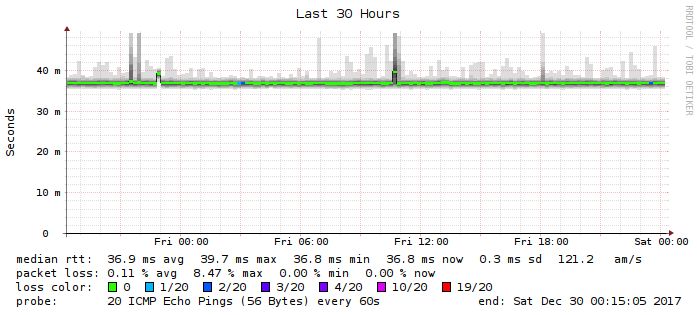 Last 30 Hours
RRDTOOL / TOBI OETIKER
Seconds
40 m
30 m
20 m
10 m
0
Fri 00:00 Fri 06:00 Fri 12:00 Fri 18:00 Sat 00:00
median rtt: 36.9 ms avg 39.7 ms max 36.8 ms min 36.8 ms now 0.3 ms sd 121.2 am/s
packet loss: 0.11 % avg 8.47 % max 0.00 % min 0.00 % now
loss color: 0 1/20 2/20 3/20 4/20 10/20 19/20
probe: 20 ICMP Echo Pings (56 Bytes) every 60s end: Sat Dec 30 00:15:05 2017